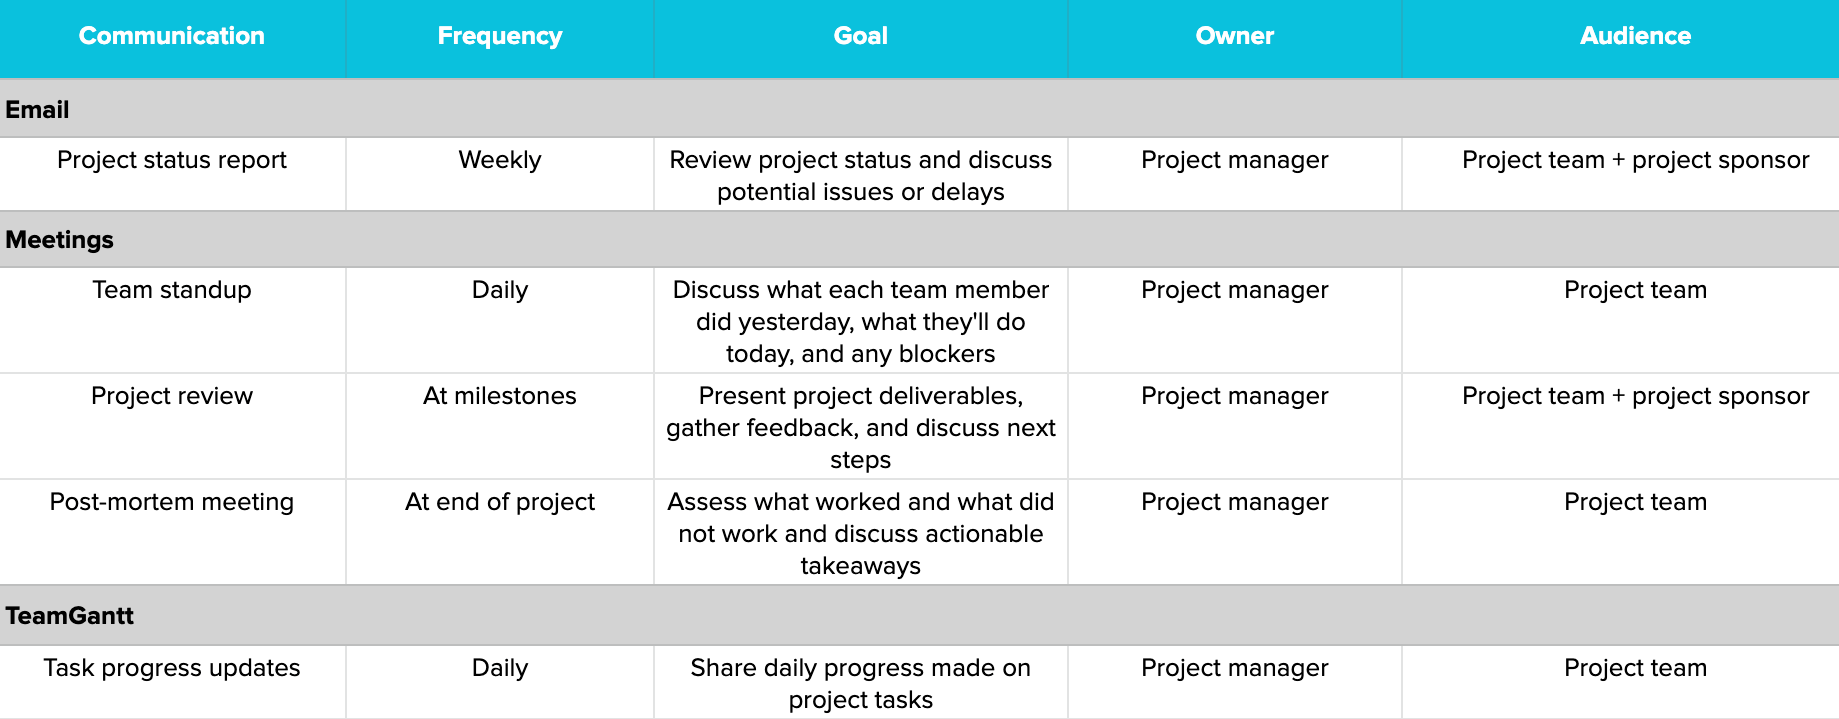 Communication Frequency Goal Owner Audience
Email
Project status report Weekly Review project status and discuss Project manager Project team + project sponsor
potential issues or delays
Meetings
Team standup Daily Discuss what each team member Project manager Project team
did yesterday, what they'll do
today, and any blockers
Project review At milestones Present project deliverables, Project manager Project team + project sponsor
gather feedback, and discuss next
steps
Post-mortem meeting At end of project Assess what worked and what did Project manager Project team
not work and discuss actionable
takeaways
TeamGantt
Task progress updates Daily Share daily progress made on Project manager Project team
project tasks